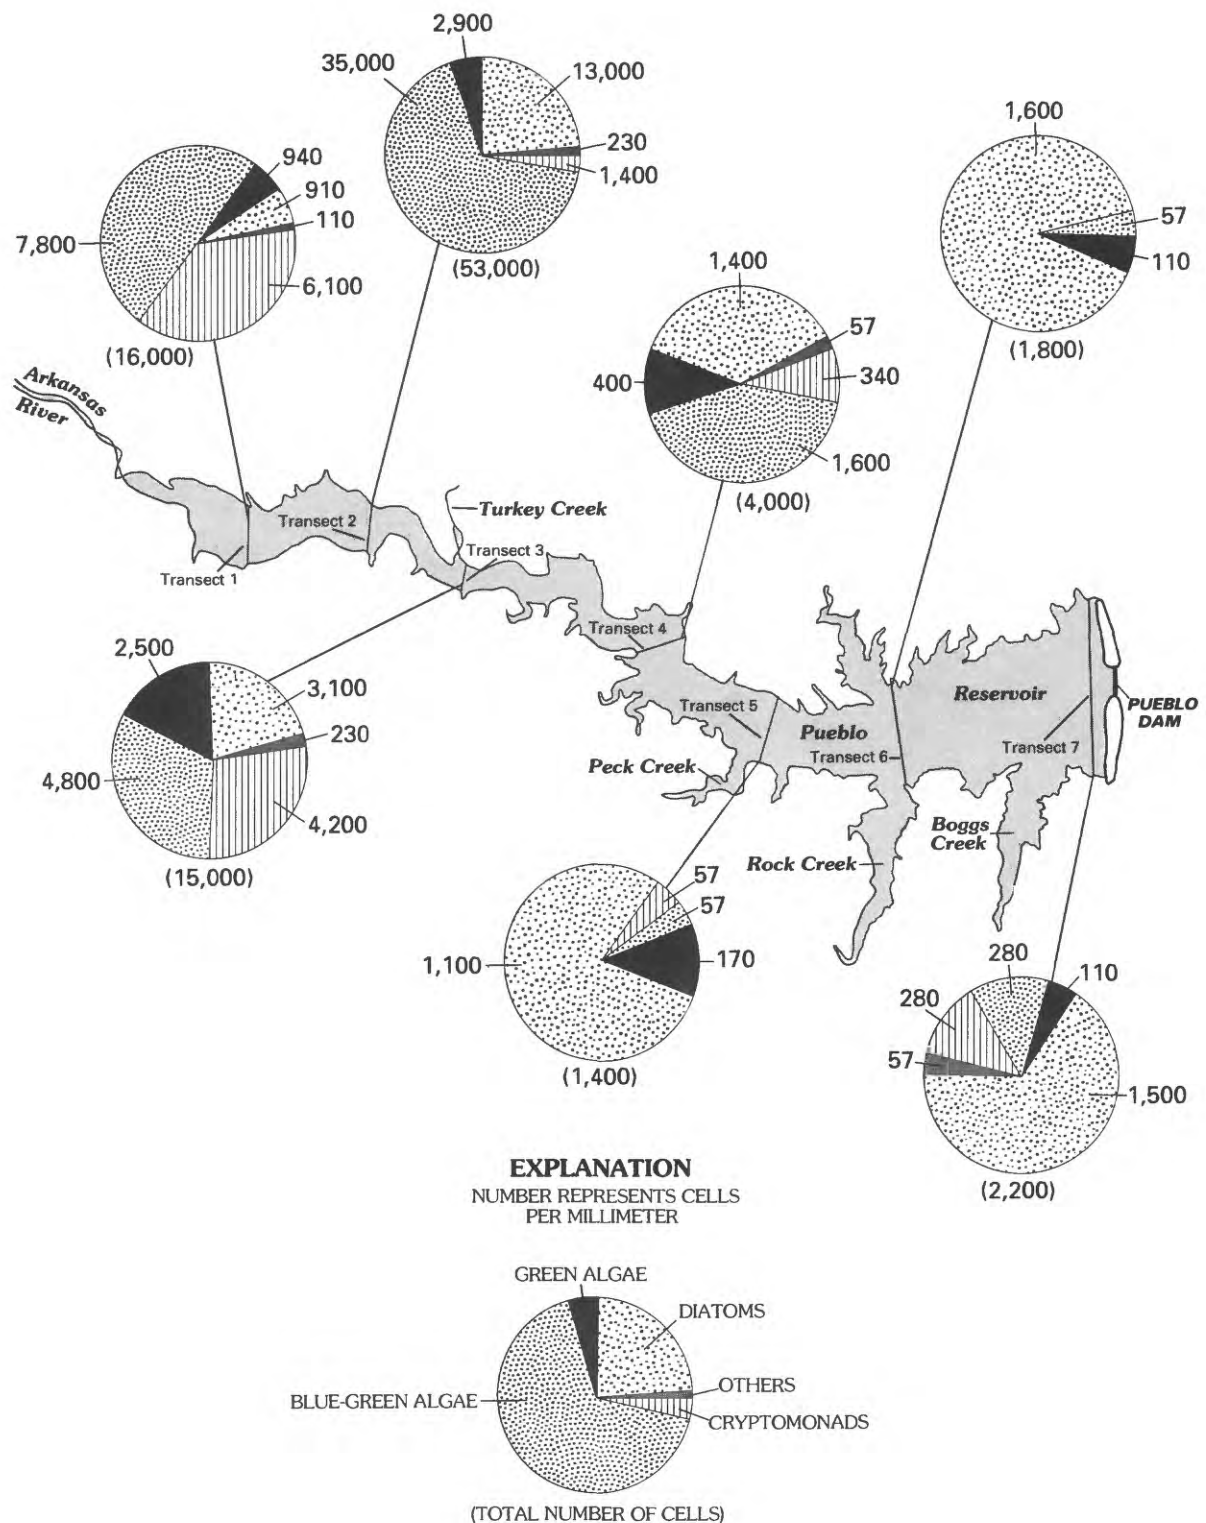 2,900
35,000
13,000
230
1,400
(53,000)
940
910
110
7,800
6,100
(16,000)
1,600
57
110
(1,800)
1,400
57
400
340
1,600
(4,000)
Arkansas
River
Turkey Creek
Transect 2
Transect 3
Transect 1
Transect 4
2,500
3,100
230
4,800
4,200
(15,000)
Reservoir
PUEBLO
DAM
Transect 5
Pueblo
Transect 6
Transect 7
Peck Creek
Boggs
Creek
Rock Creek
57
57
1,100
170
(1,400)
280
110
280
57
1,500
(2,200)
EXPLANATION
NUMBER REPRESENTS CELLS
PER MILLIMETER
GREEN ALGAE
DIATOMS
OTHERS
BLUE-GREEN ALGAE
CRYPTOMONADS
(TOTAL NUMBER OF CELLS)